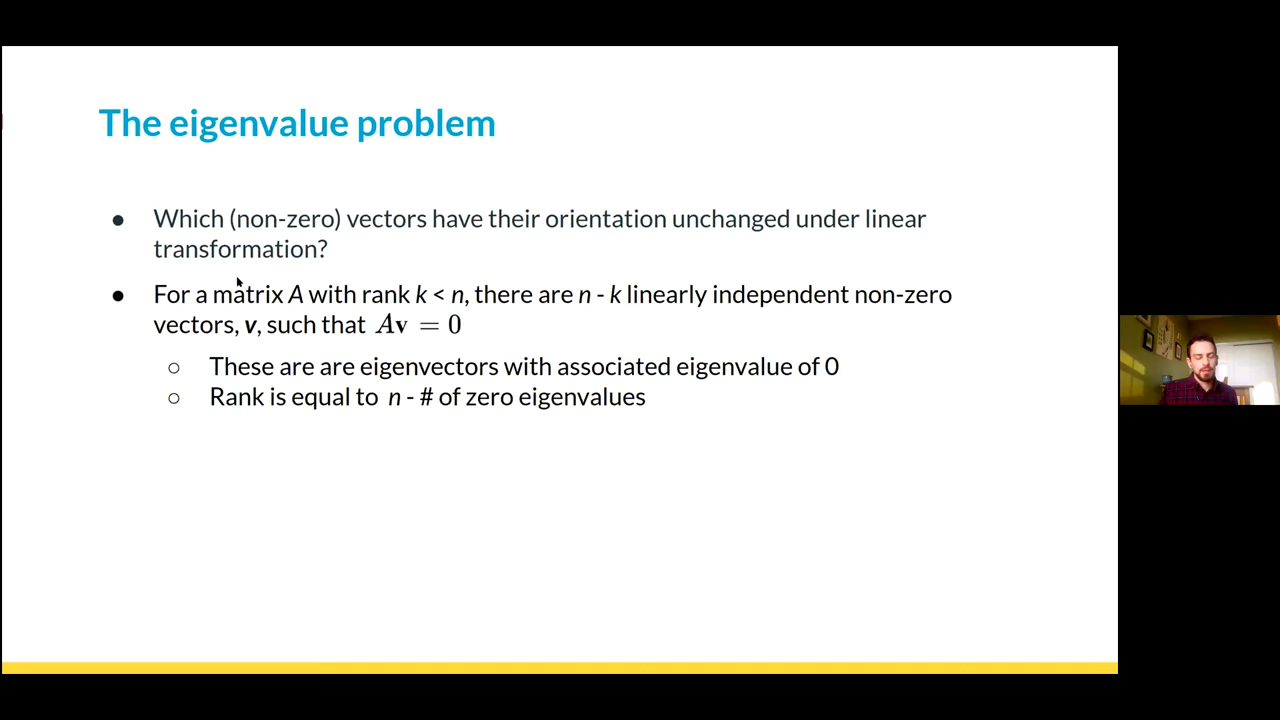 The eigenvalue problem
● Which (non-zero) vectors have their orientation unchanged under linear
transformation?
● For a matrix A with rank k < n, there are n - k linearly independent non-zero
vectors, v, such that Av = 0
○ These are are eigenvectors with associated eigenvalue of 0
○ Rank is equal to n - # of zero eigenvalues